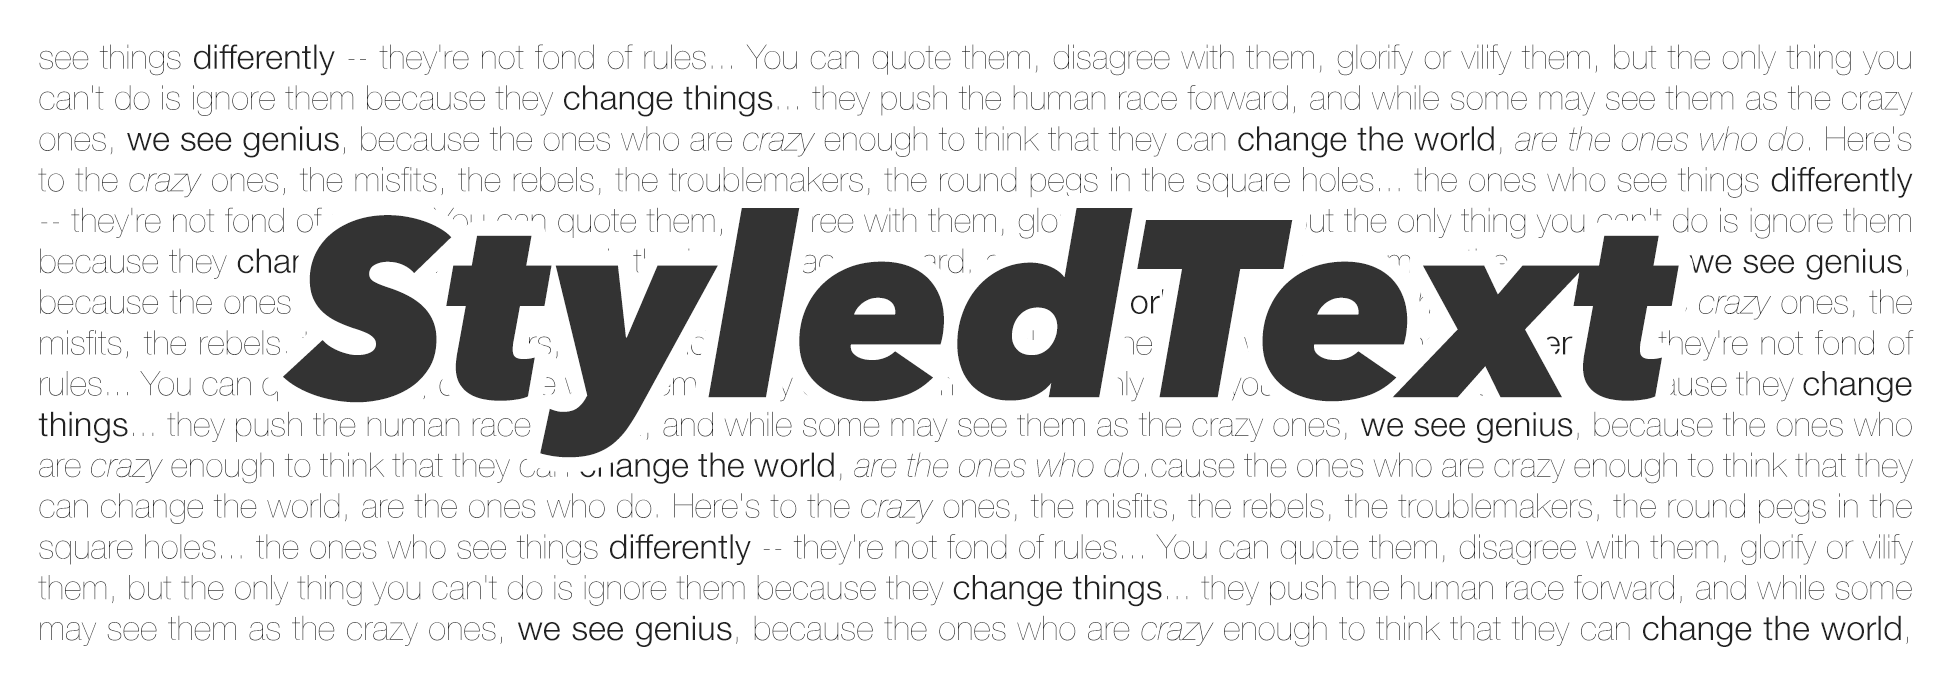 see things differently -- they're not fond of rules... You can quote them, disagree with them, glorify or vilify them, but the only thing you
can't do is ignore them because they change things... they push the human race forward, and while some may see them as the crazy
ones, we see genius, because the ones who are crazy enough to think that they can change the world, are the ones who do. Here's
to the crazy ones, the misfits, the rebels, the troublemakers, the round pegs in the square holes... the ones who see things differently
-- they're not fond of You can quote them, with them, the only thing you can't do is ignore them
because they we see genius,
StyledText
because the ones crazy ones, the
misfits, the rebels they're not fond of
rules... You can they change
things... they push the human race , and while some may see them as the crazy ones, we see genius, because the ones who
are crazy enough to think that they can change the world, are the ones who do.cause the ones who are crazy enough to think that they
can change the world, are the ones who do. Here's to the crazy ones, the misfits, the rebels, the troublemakers, the round pegs in the
square holes... the ones who see things differently -- they're not fond of rules... You can quote them, disagree with them, glorify or vilify
them, but the only thing you can't do is ignore them because they change things... they push the human race forward, and while some
may see them as the crazy ones, we see genius, because the ones who are crazy enough to think that they can change the world,